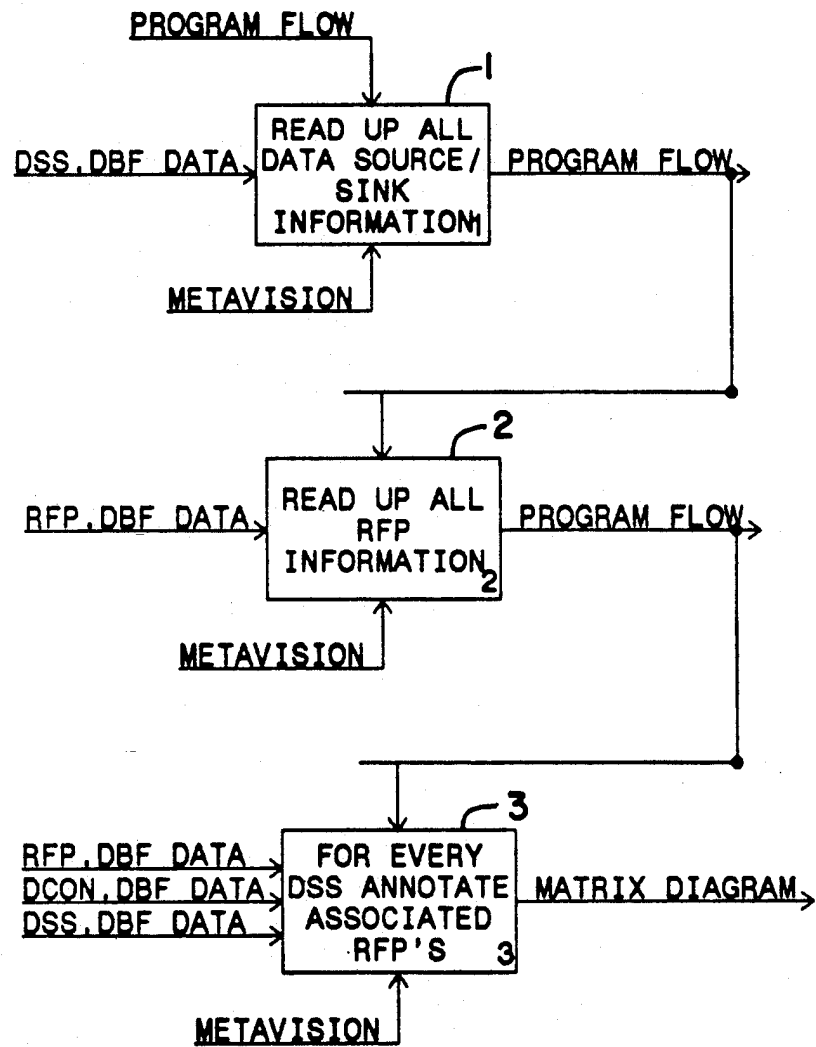 PROGRAM FLOW
1
READ UP ALL
DATA SOURCE/
SINK
INFORMATION
1
DSS.DBF DATA
PROGRAM FLOW
METAVISION
2
READ UP ALL
RFP
INFORMATION
2
RFP.DBF DATA
PROGRAM FLOW
METAVISION
3
FOR EVERY
DSS ANNOTATE
ASSOCIATED
RFP'S
3
RFP.DBF DATA
DCON.DBF DATA
DSS.DBF DATA
MATRIX DIAGRAM
METAVISION